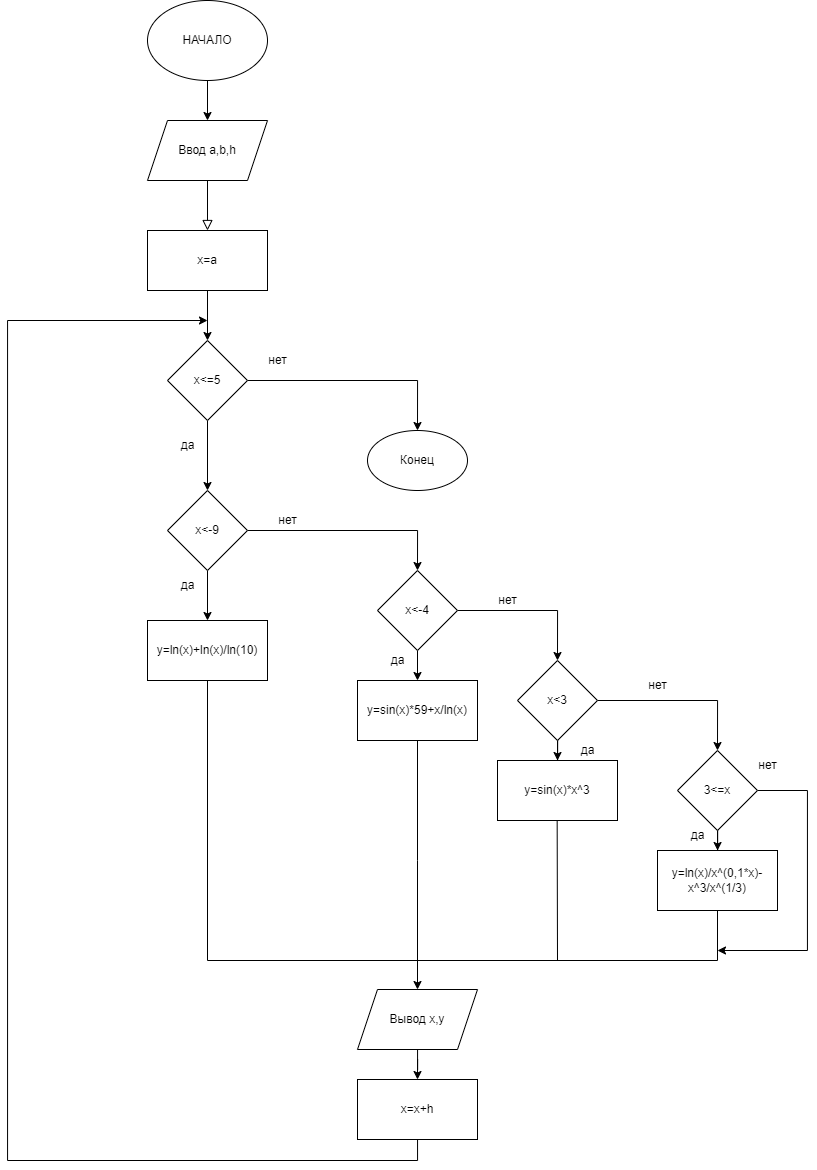 НАЧАЛО
Ввод a,b,h
x=a
x<=5
нет
да
Конец
x<-9
нет
да
y=ln(x)+ln(x)/ln(10)
x<-4
нет
да
y=sin(x)*59+x/ln(x)
x<3
нет
да
y=sin(x)*x^3
3<=x
нет
да
y=ln(x)/x^(0,1*x)-
x^3/x^(1/3)
Вывод x,y
x=x+h